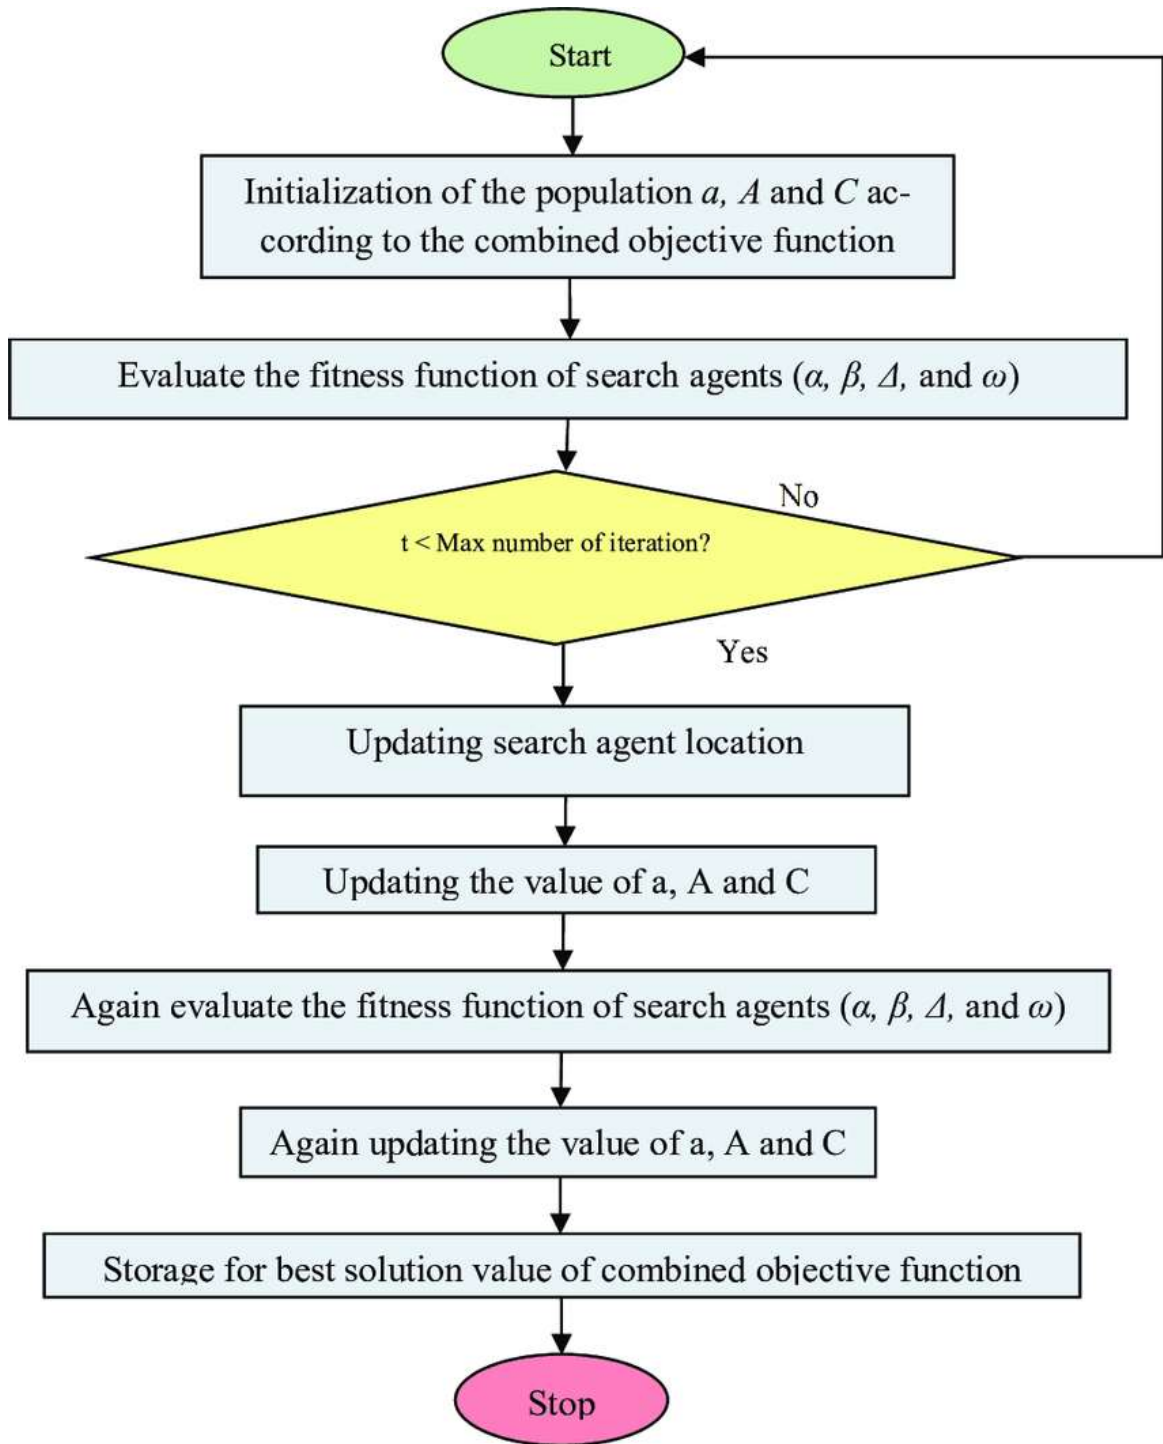 Start
Initialization of the population a, A and C ac-
cording to the combined objective function
Evaluate the fitness function of search agents (α, β, Δ, and ω)
No
t < Max number of iteration?
Yes
Updating search agent location
Updating the value of a, A and C
Again evaluate the fitness function of search agents (α, β, Δ, and ω)
Again updating the value of a, A and C
Storage for best solution value of combined objective function
Stop